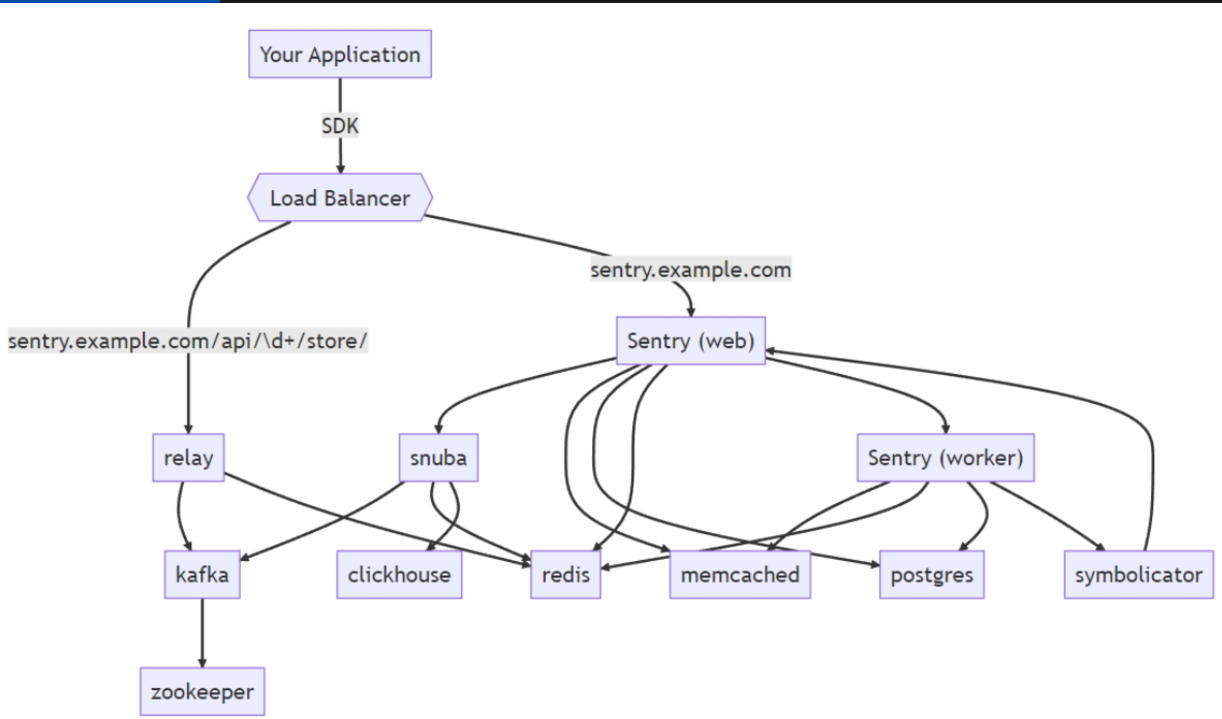 Your Application
SDK
Load Balancer
sentry.example.com
sentry.example.com/api/\d+/store/
Sentry (web)
relay
snuba
Sentry (worker)
kafka
clickhouse
redis
memcached
postgres
symbolicator
zookeeper